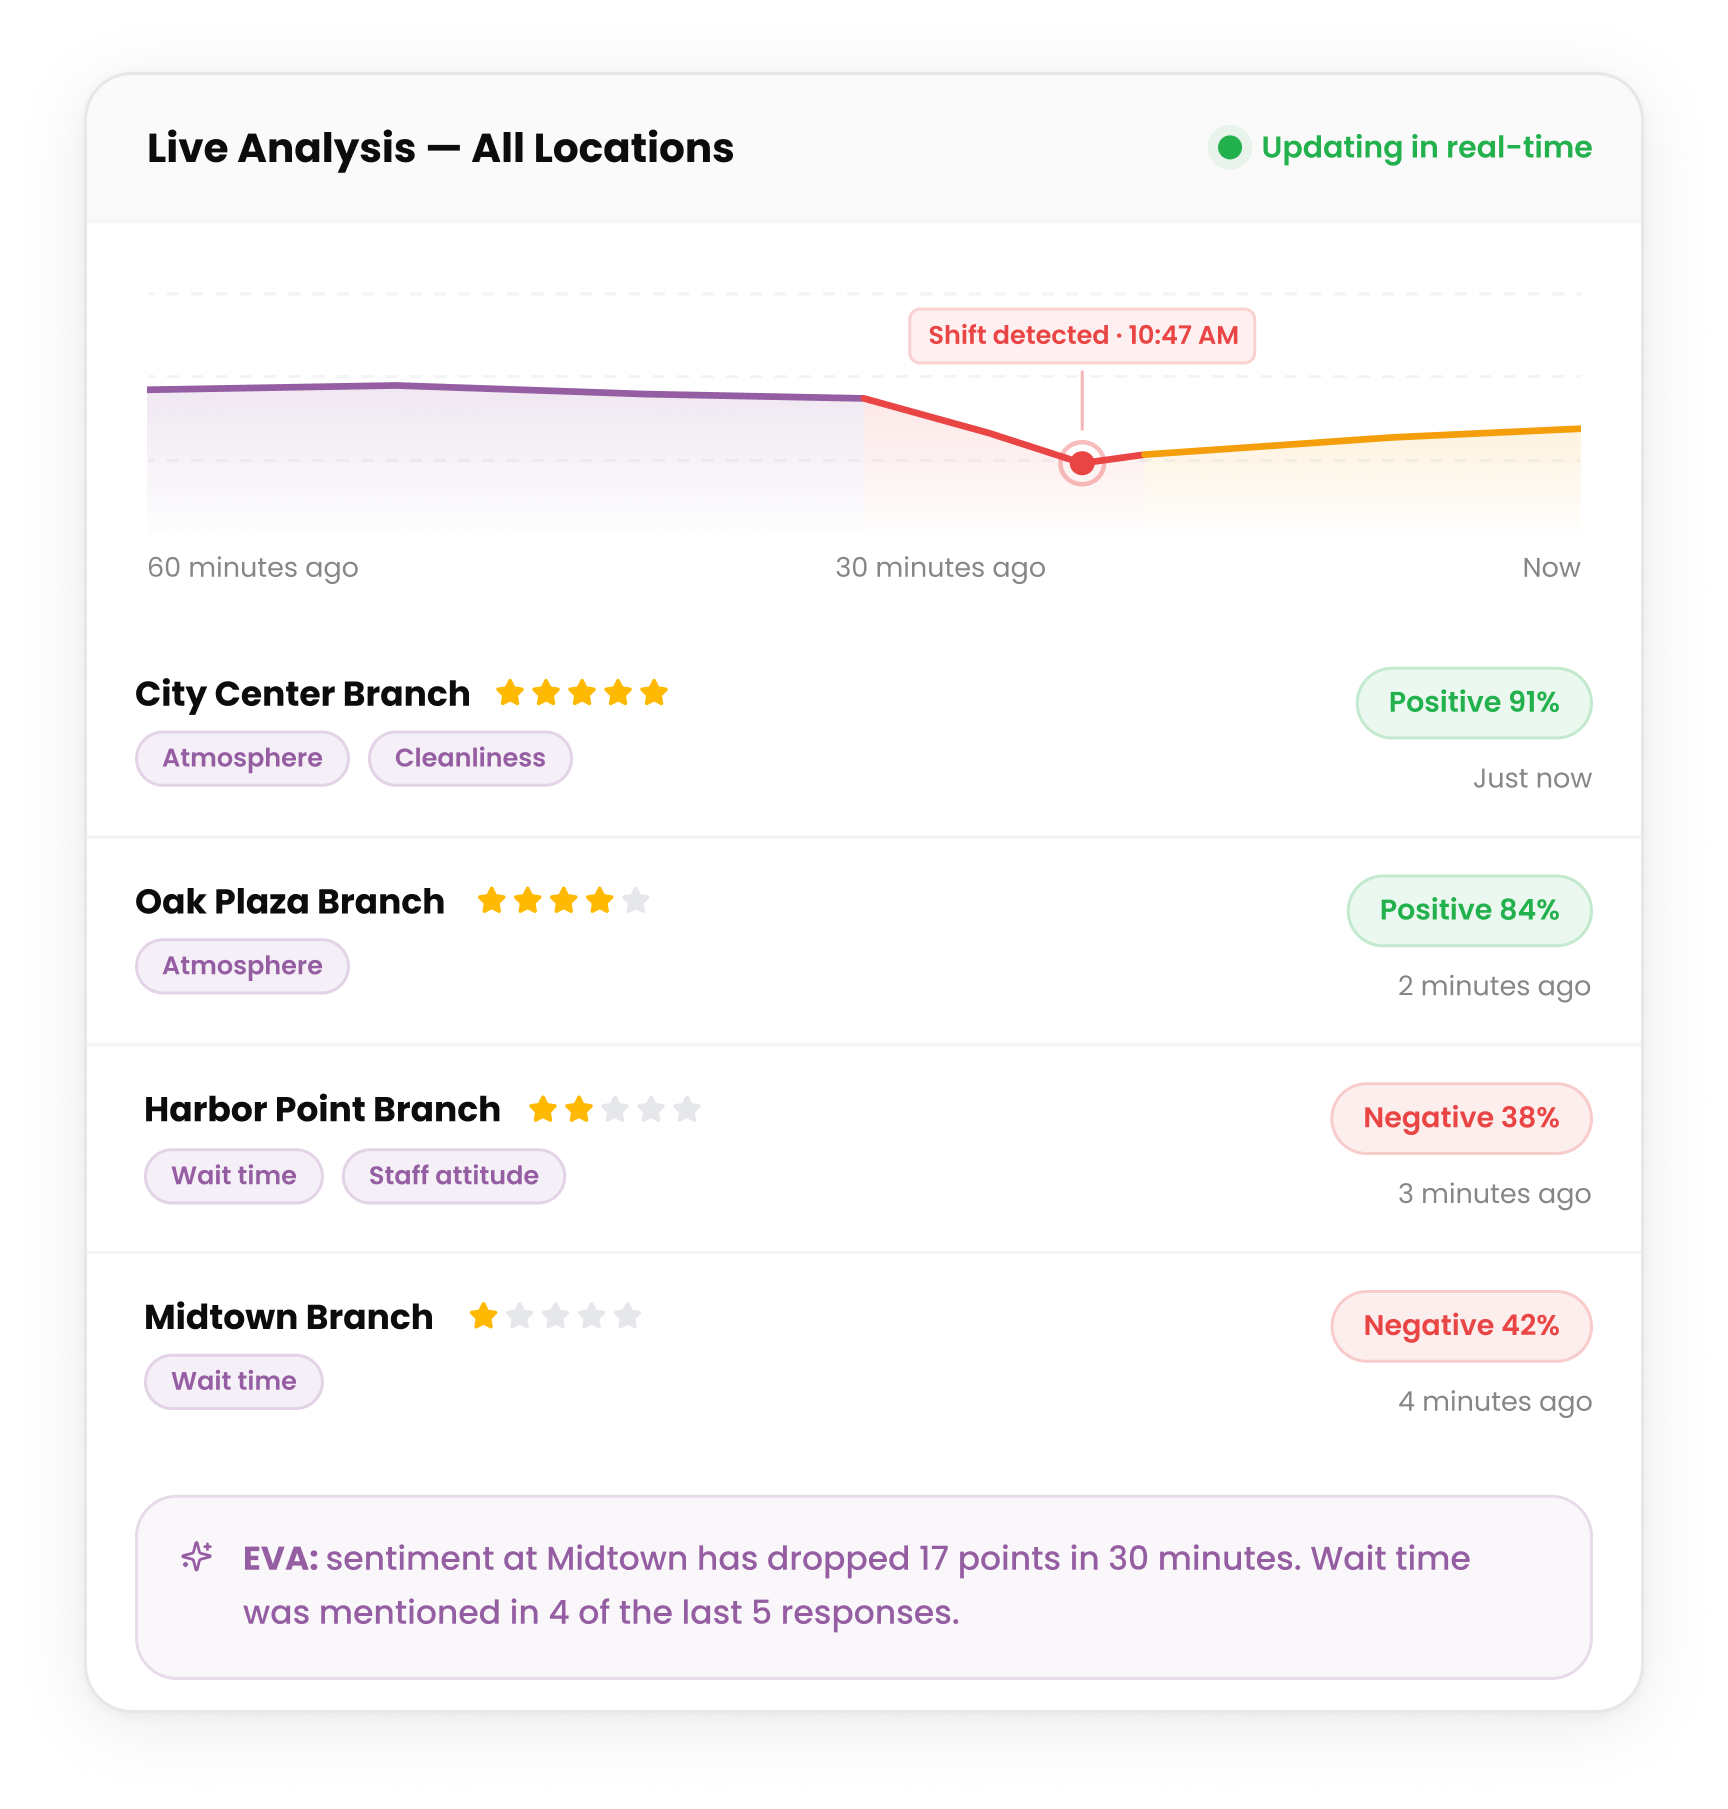 Live Analysis — All Locations
Updating in real-time
Shift detected · 10:47 AM
60 minutes ago
30 minutes ago
Now
City Center Branch
Positive 91%
Atmosphere
Cleanliness
Just now
Oak Plaza Branch
Positive 84%
Atmosphere
2 minutes ago
Harbor Point Branch
Negative 38%
Wait time
Staff attitude
3 minutes ago
Midtown Branch
Negative 42%
Wait time
4 minutes ago
EVA: sentiment at Midtown has dropped 17 points in 30 minutes. Wait time
was mentioned in 4 of the last 5 responses.